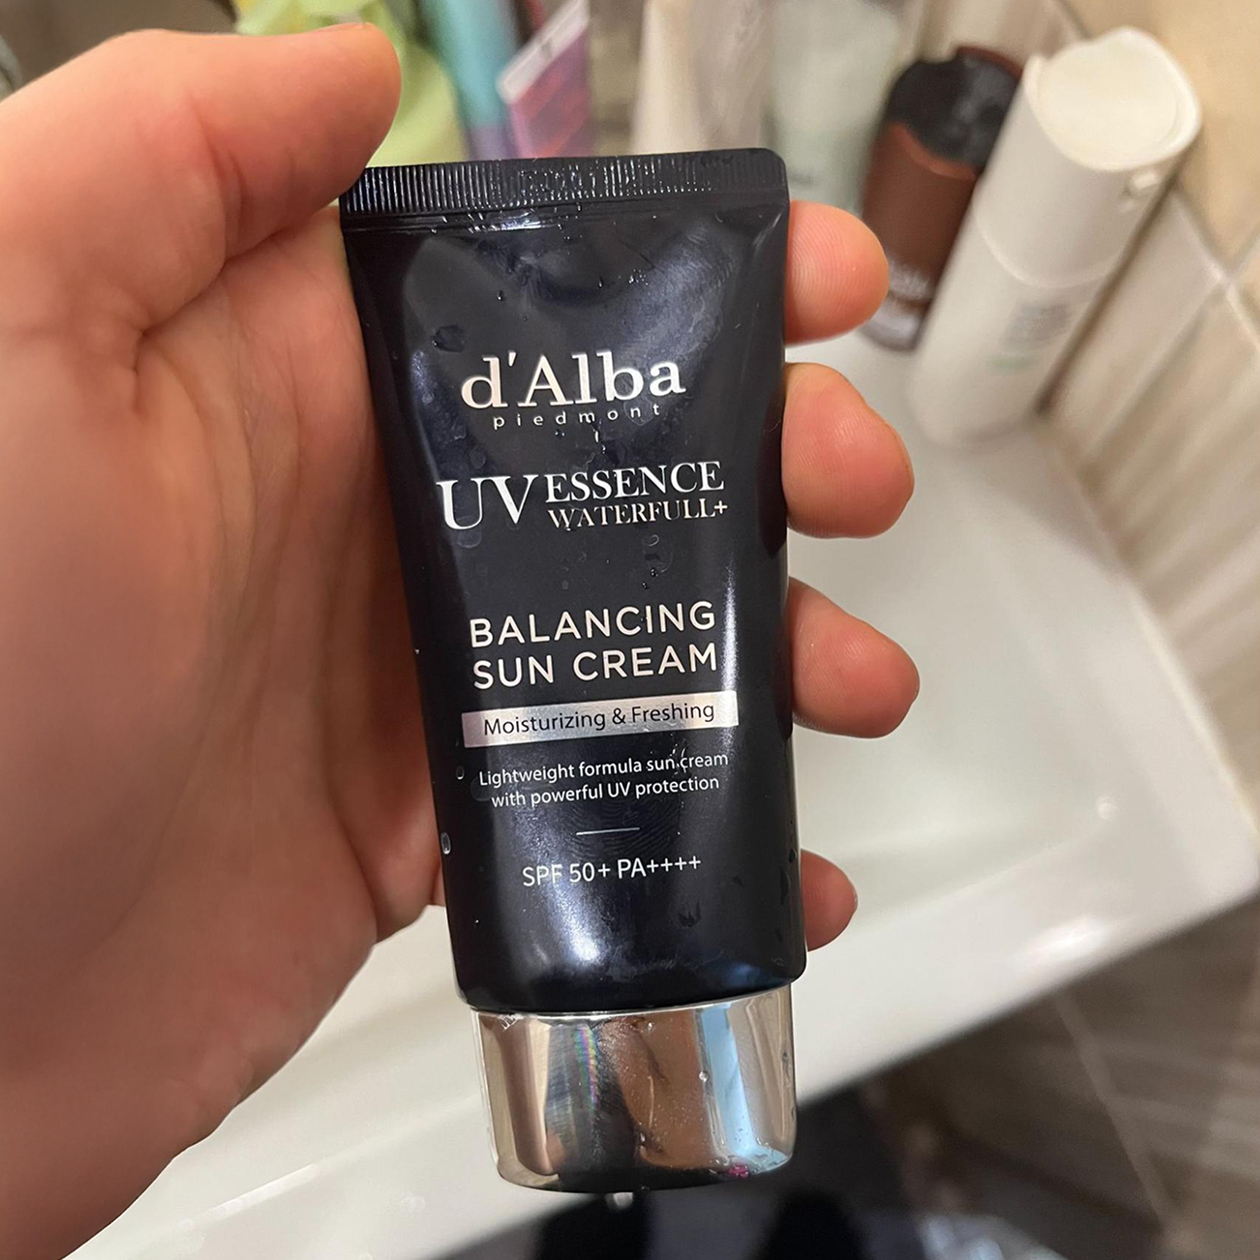 d'Alba
piedmont
UV ESSENCE
WATERFULL+
BALANCING
SUN CREAM
Moisturizing & Freshing
Lightweight formula sun cream
with powerful UV protection
SPF 50+ PA++++